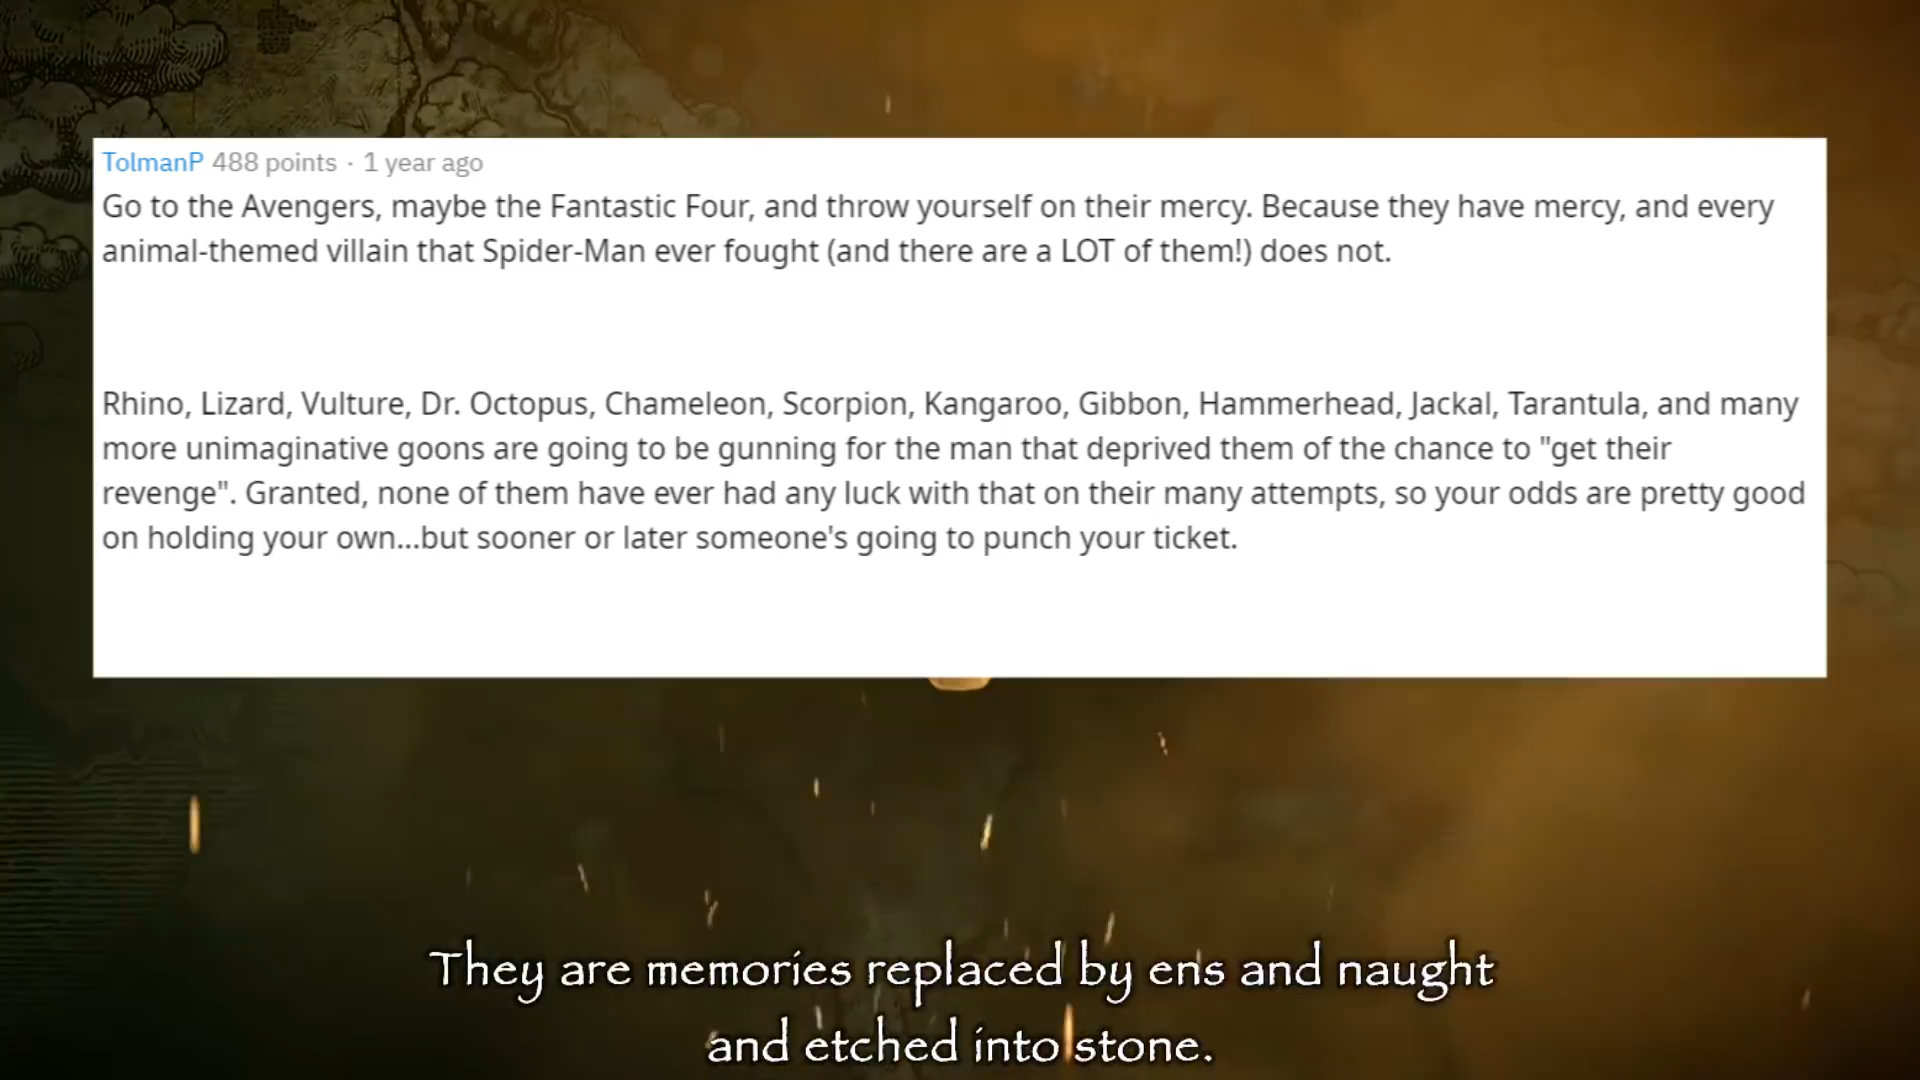 TolmanP 488 points · 1 year ago
Go to the Avengers, maybe the Fantastic Four, and throw yourself on their mercy. Because they have mercy, and every
animal-themed villain that Spider-Man ever fought (and there are a LOT of them!) does not.
Rhino, Lizard, Vulture, Dr. Octopus, Chameleon, Scorpion, Kangaroo, Gibbon, Hammerhead, Jackal, Tarantula, and many
more unimaginative goons are going to be gunning for the man that deprived them of the chance to "get their
revenge". Granted, none of them have ever had any luck with that on their many attempts, so your odds are pretty good
on holding your own...but sooner or later someone's going to punch your ticket.
They are memories replaced by ens and naught
and etched into stone.